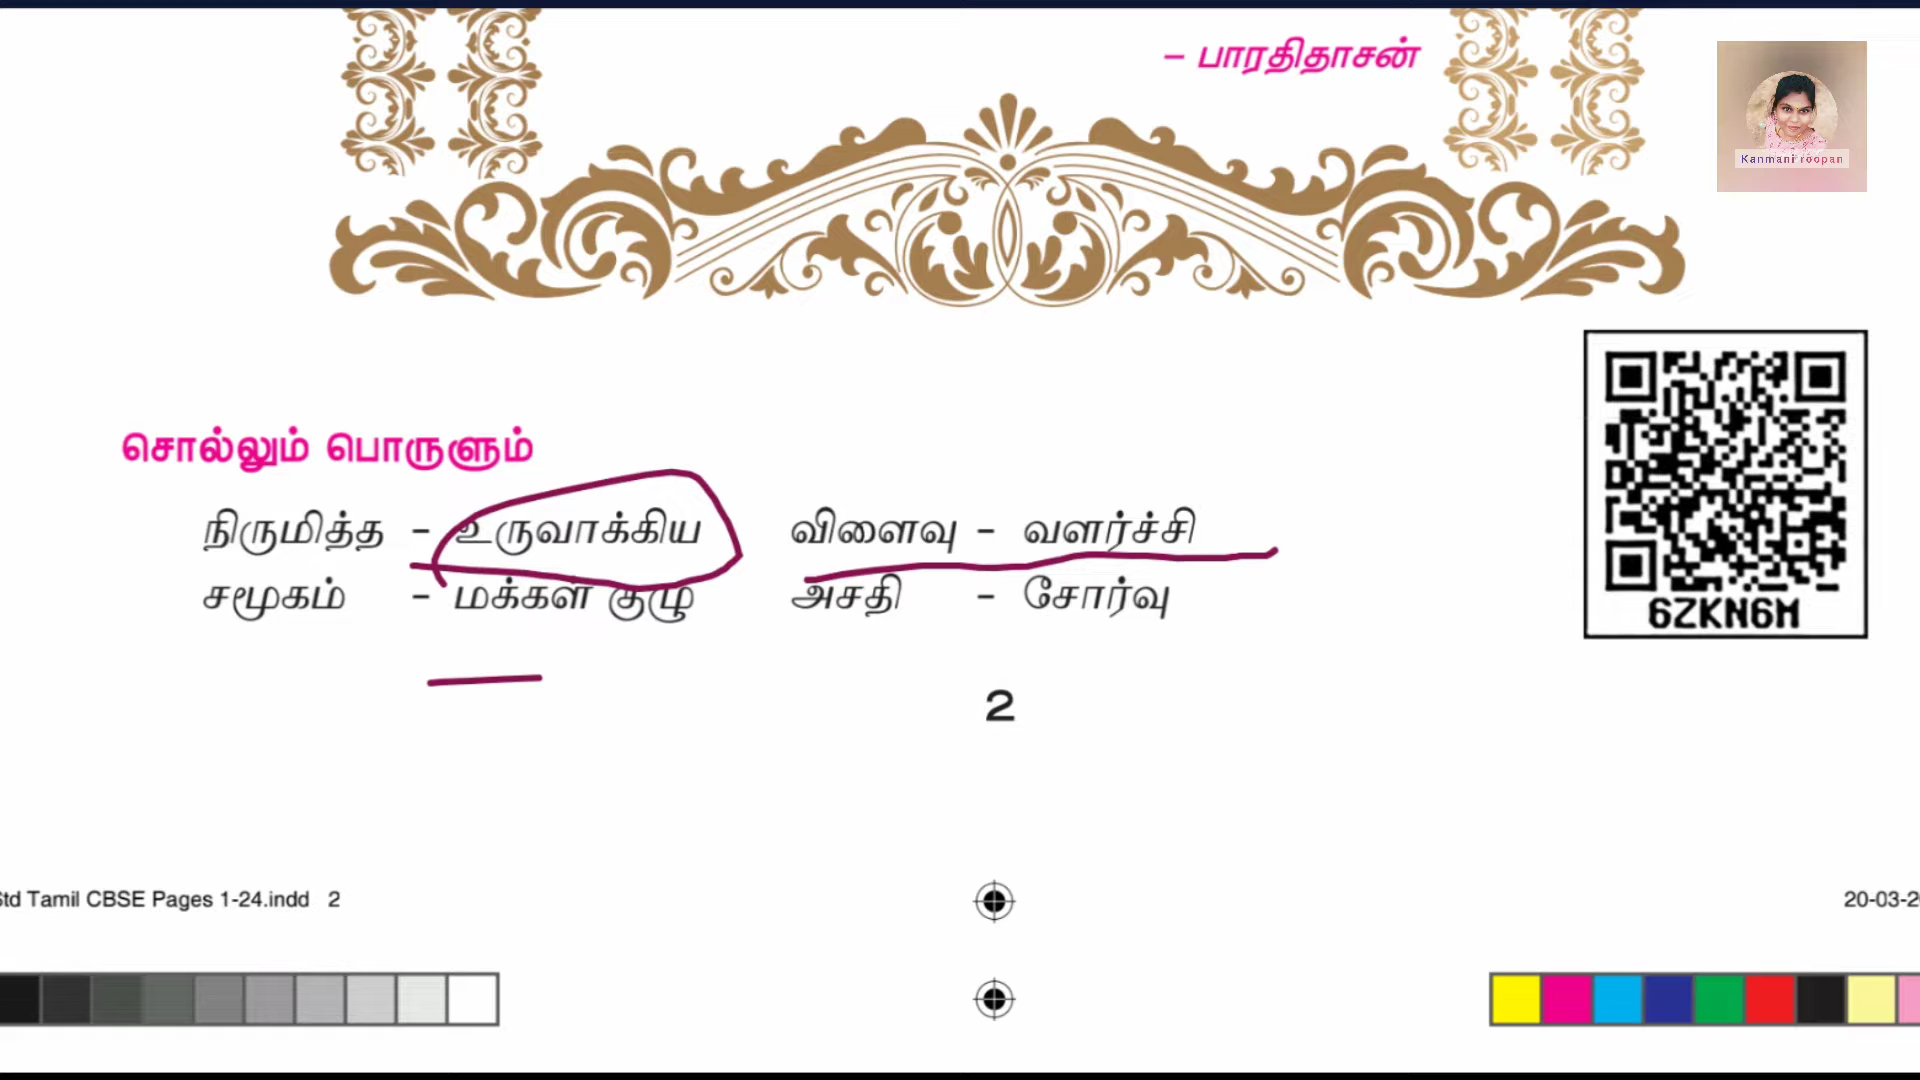 – பாரதிதாசன்
Kanmani roopan
சொல்லும் பொருளும்
நிருமித்த - உருவாக்கிய விளைவு - வளர்ச்சி
சமூகம் - மக்கள் குழு அசதி - சோர்வு
6ZKN6M
2
Std Tamil CBSE Pages 1-24.indd 2
20-03-20